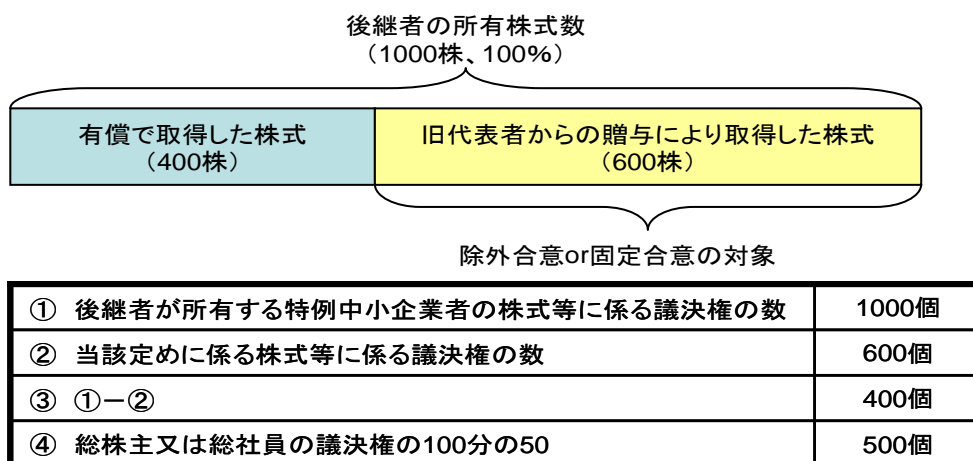 後継者の所有株式数
（1000株、100%）
有償で取得した株式
（400株）
旧代表者からの贈与により取得した株式
（600株）
除外合意or固定合意の対象
① 後継者が所有する特例中小企業者の株式等に係る議決権の数 1000個
② 当該定めに係る株式等に係る議決権の数 600個
③ ①－② 400個
④ 総株主又は総社員の議決権の100分の50 500個